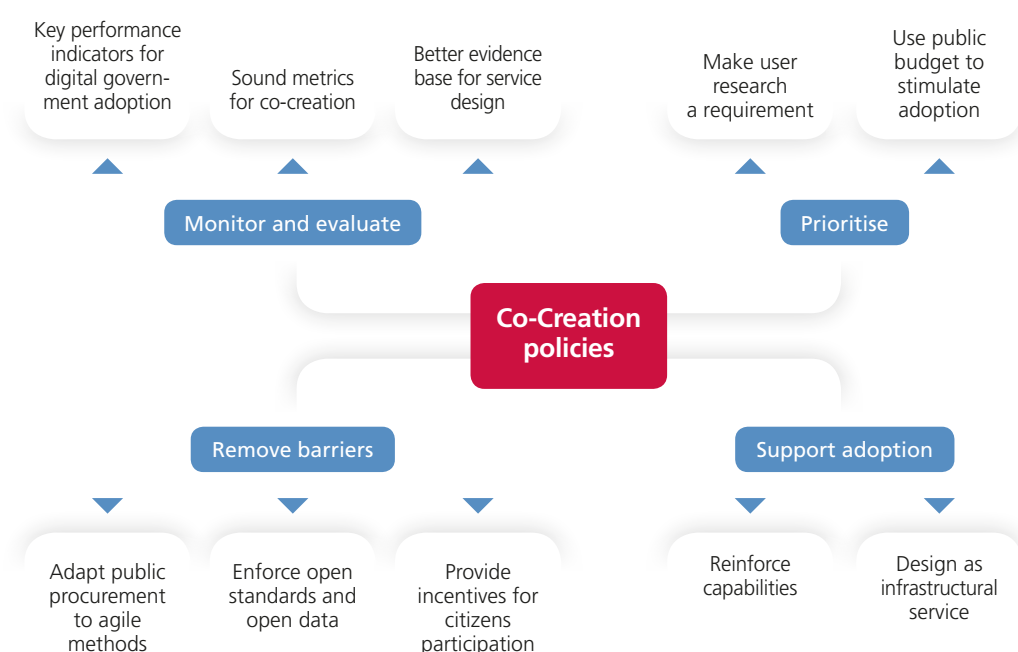 Key performance
indicators for
digital govern-
ment adoption
Sound metrics
for co-creation
Better evidence
base for service
design
Make user
research
a requirement
Use public
budget to
stimulate
adoption
Monitor and evaluate
Prioritise
Co-Creation
policies
Remove barriers
Support adoption
Adapt public
procurement
to agile
methods
Enforce open
standards and
open data
Provide
incentives for
citizens
participation
Reinforce
capabilities
Design as
infrastructural
service